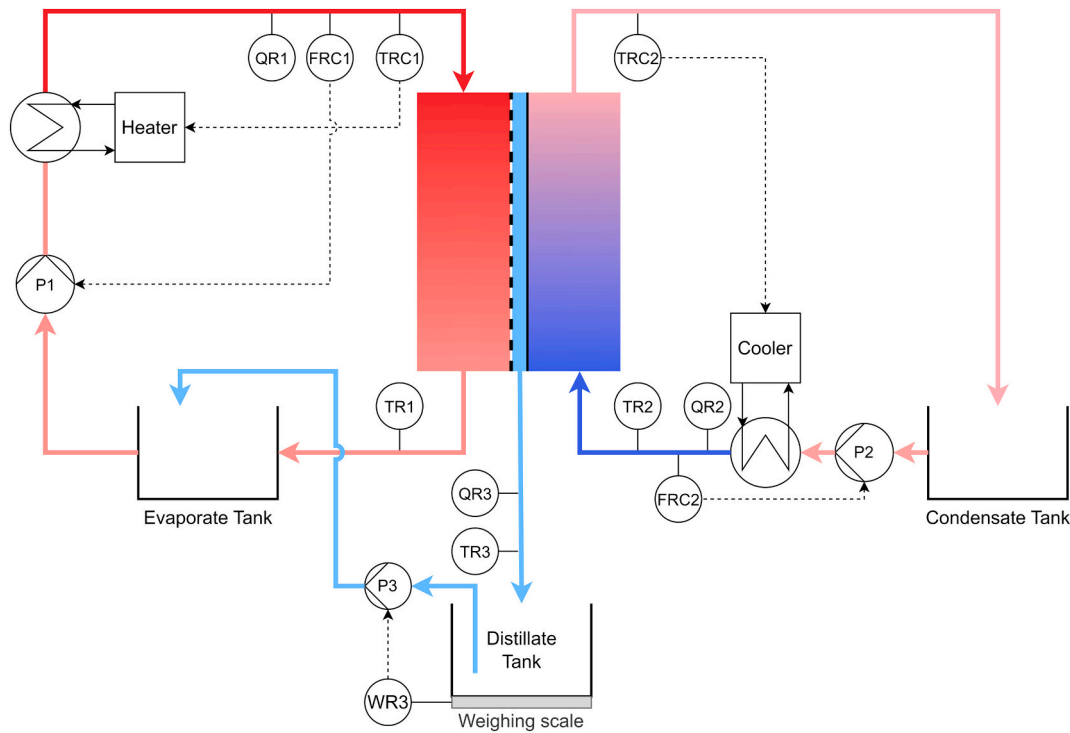 QR1
FRC1
TRC1
TRC2
Heater
P1
Cooler
TR1
TR2
QR2
P2
FRC2
QR3
Evaporate Tank
Condensate Tank
TR3
P3
Distillate
Tank
WR3
Weighing scale